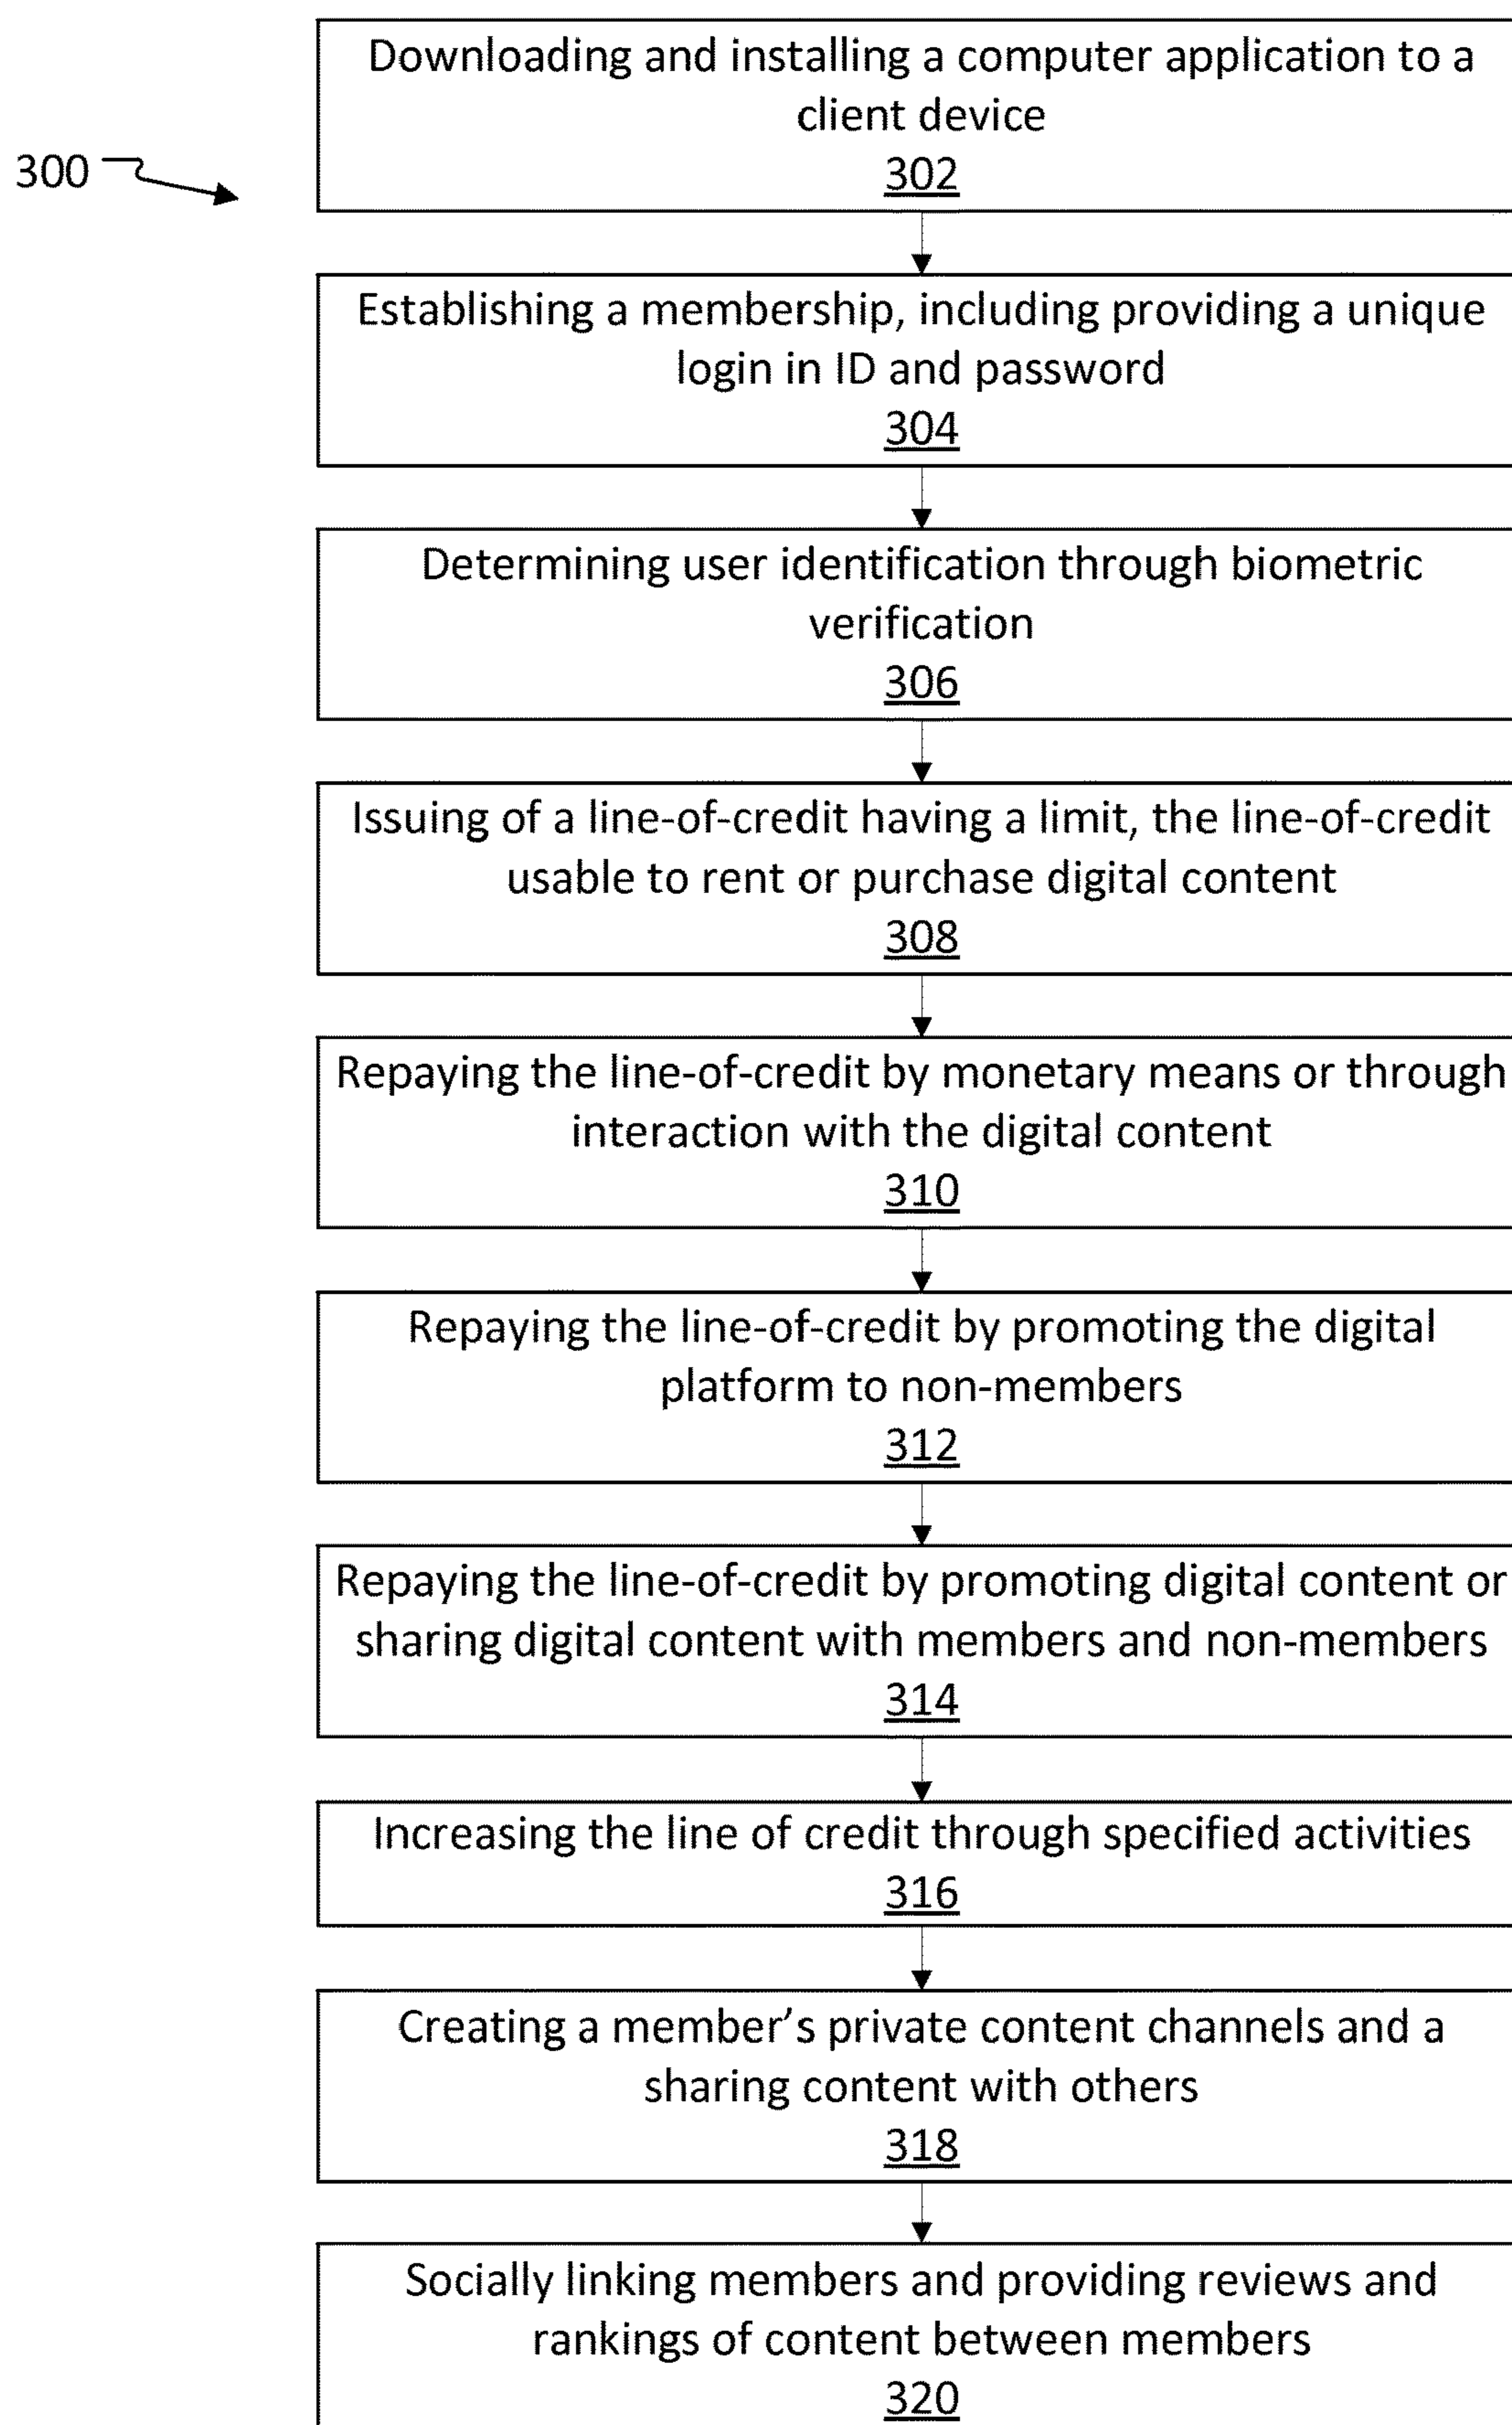 Downloading and installing a computer application to a
client device
302
300
Establishing a membership, including providing a unique
login in ID and password
304
Determining user identification through biometric
verification
306
Issuing of a line-of-credit having a limit, the line-of-credit
usable to rent or purchase digital content
308
Repaying the line-of-credit by monetary means or through
interaction with the digital content
310
Repaying the line-of-credit by promoting the digital
platform to non-members
312
Repaying the line-of-credit by promoting digital content or
sharing digital content with members and non-members
314
Increasing the line of credit through specified activities
316
Creating a member’s private content channels and a
sharing content with others
318
Socially linking members and providing reviews and
rankings of content between members
320